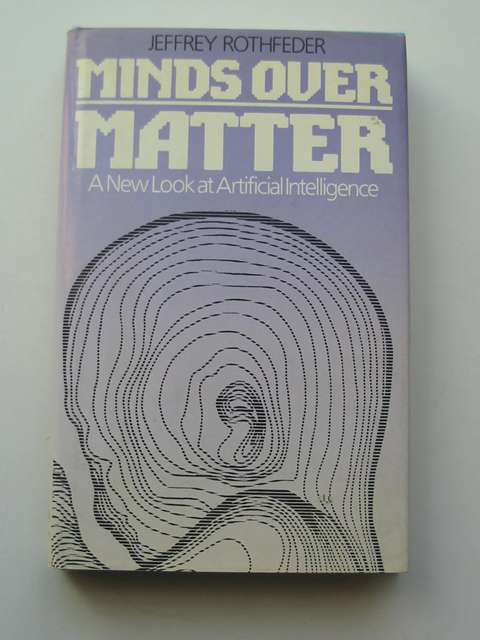 JEFFREY ROTHFEDER
MINDS OVER
MATTER
A New Look at Artificial Intelligence